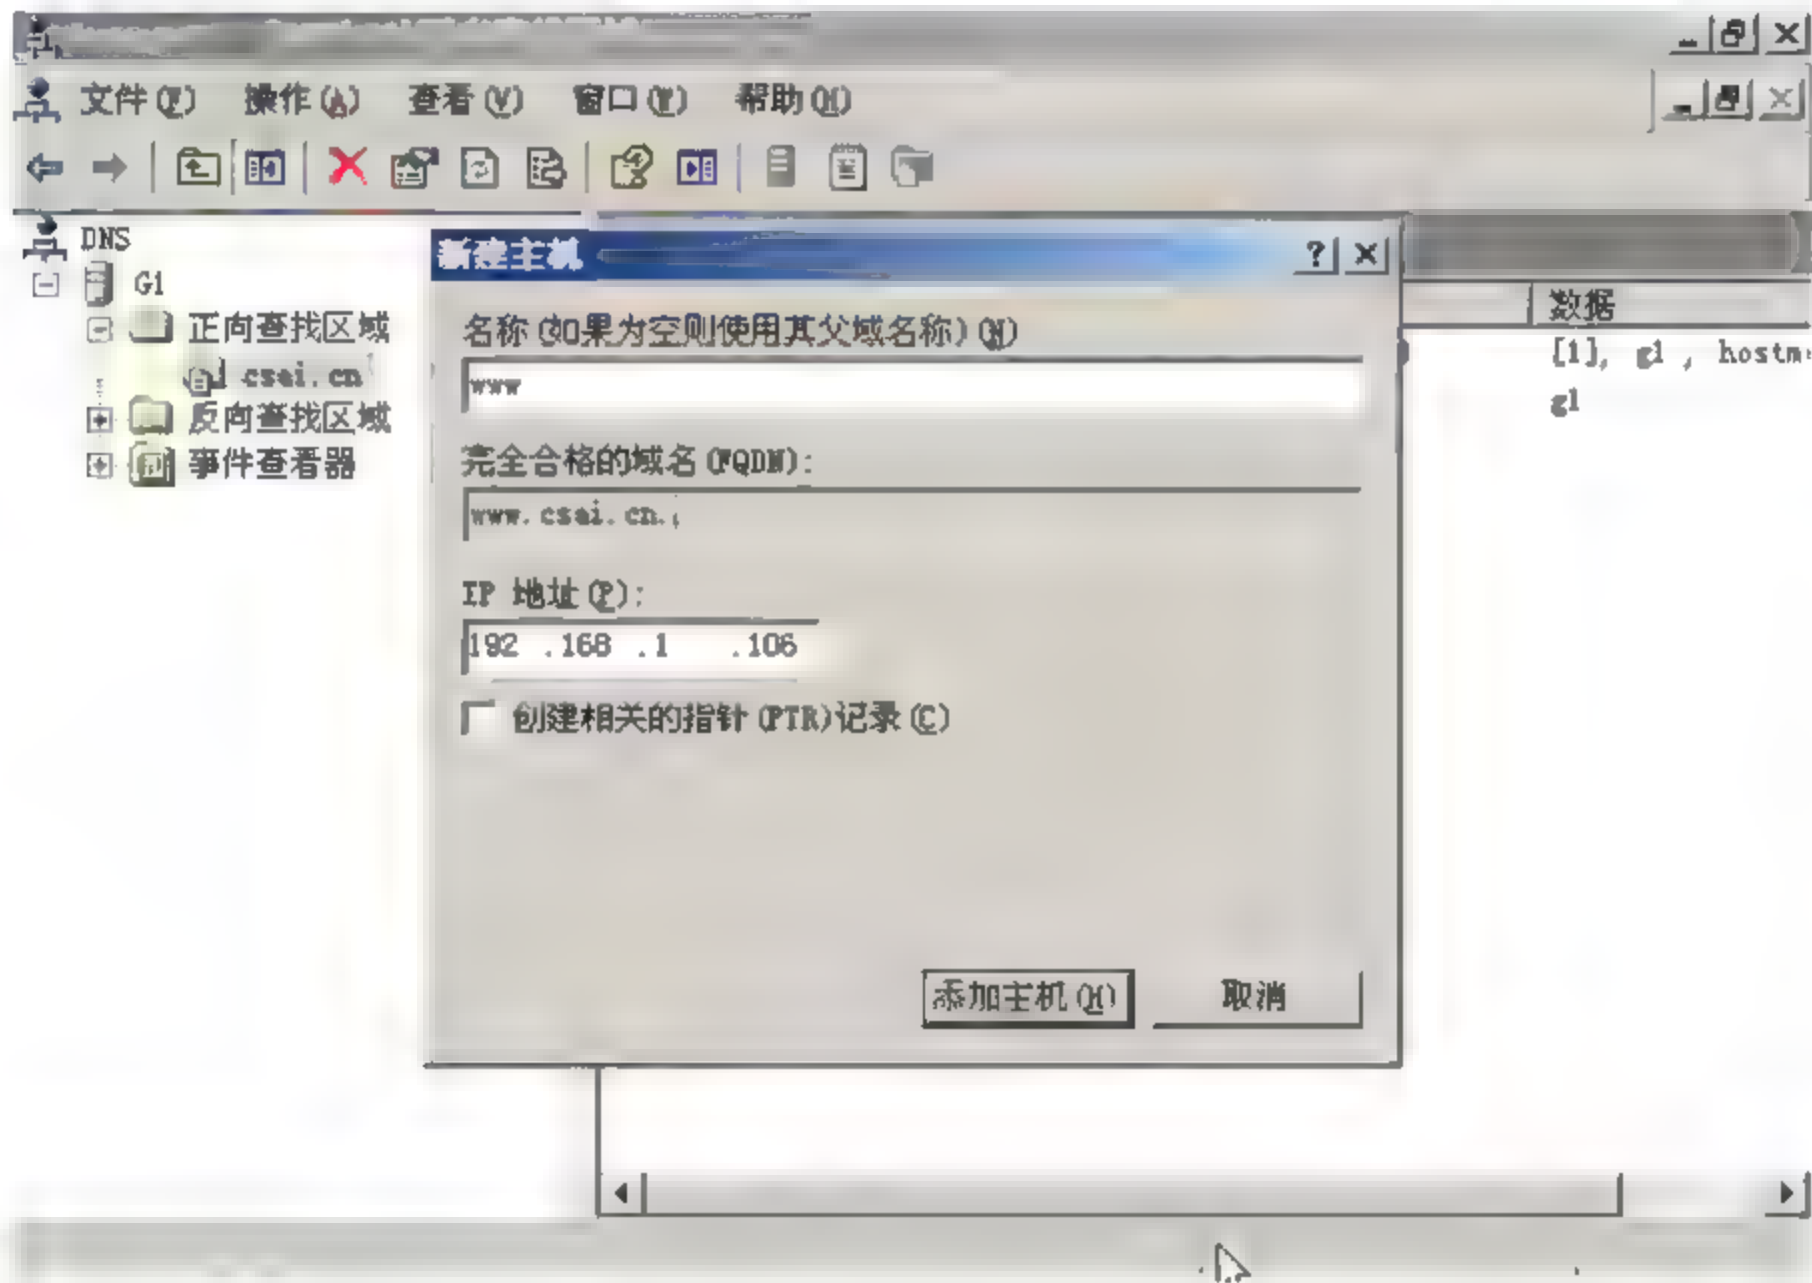 文件(F) 操作(A) 查看(V) 窗口(W) 帮助(H)
DNS
G1
正向查找区域
csai.cn
反向查找区域
事件查看器
新建主机
名称(如果为空则使用其父域名称)(N)
www
完全合格的域名(FQDN):
www.csai.cn.
IP 地址(P):
192 .168 .1 .106
创建相关的指针(PTR)记录(C)
添加主机(H) 取消
数据
[1], g1 , hostm
g1